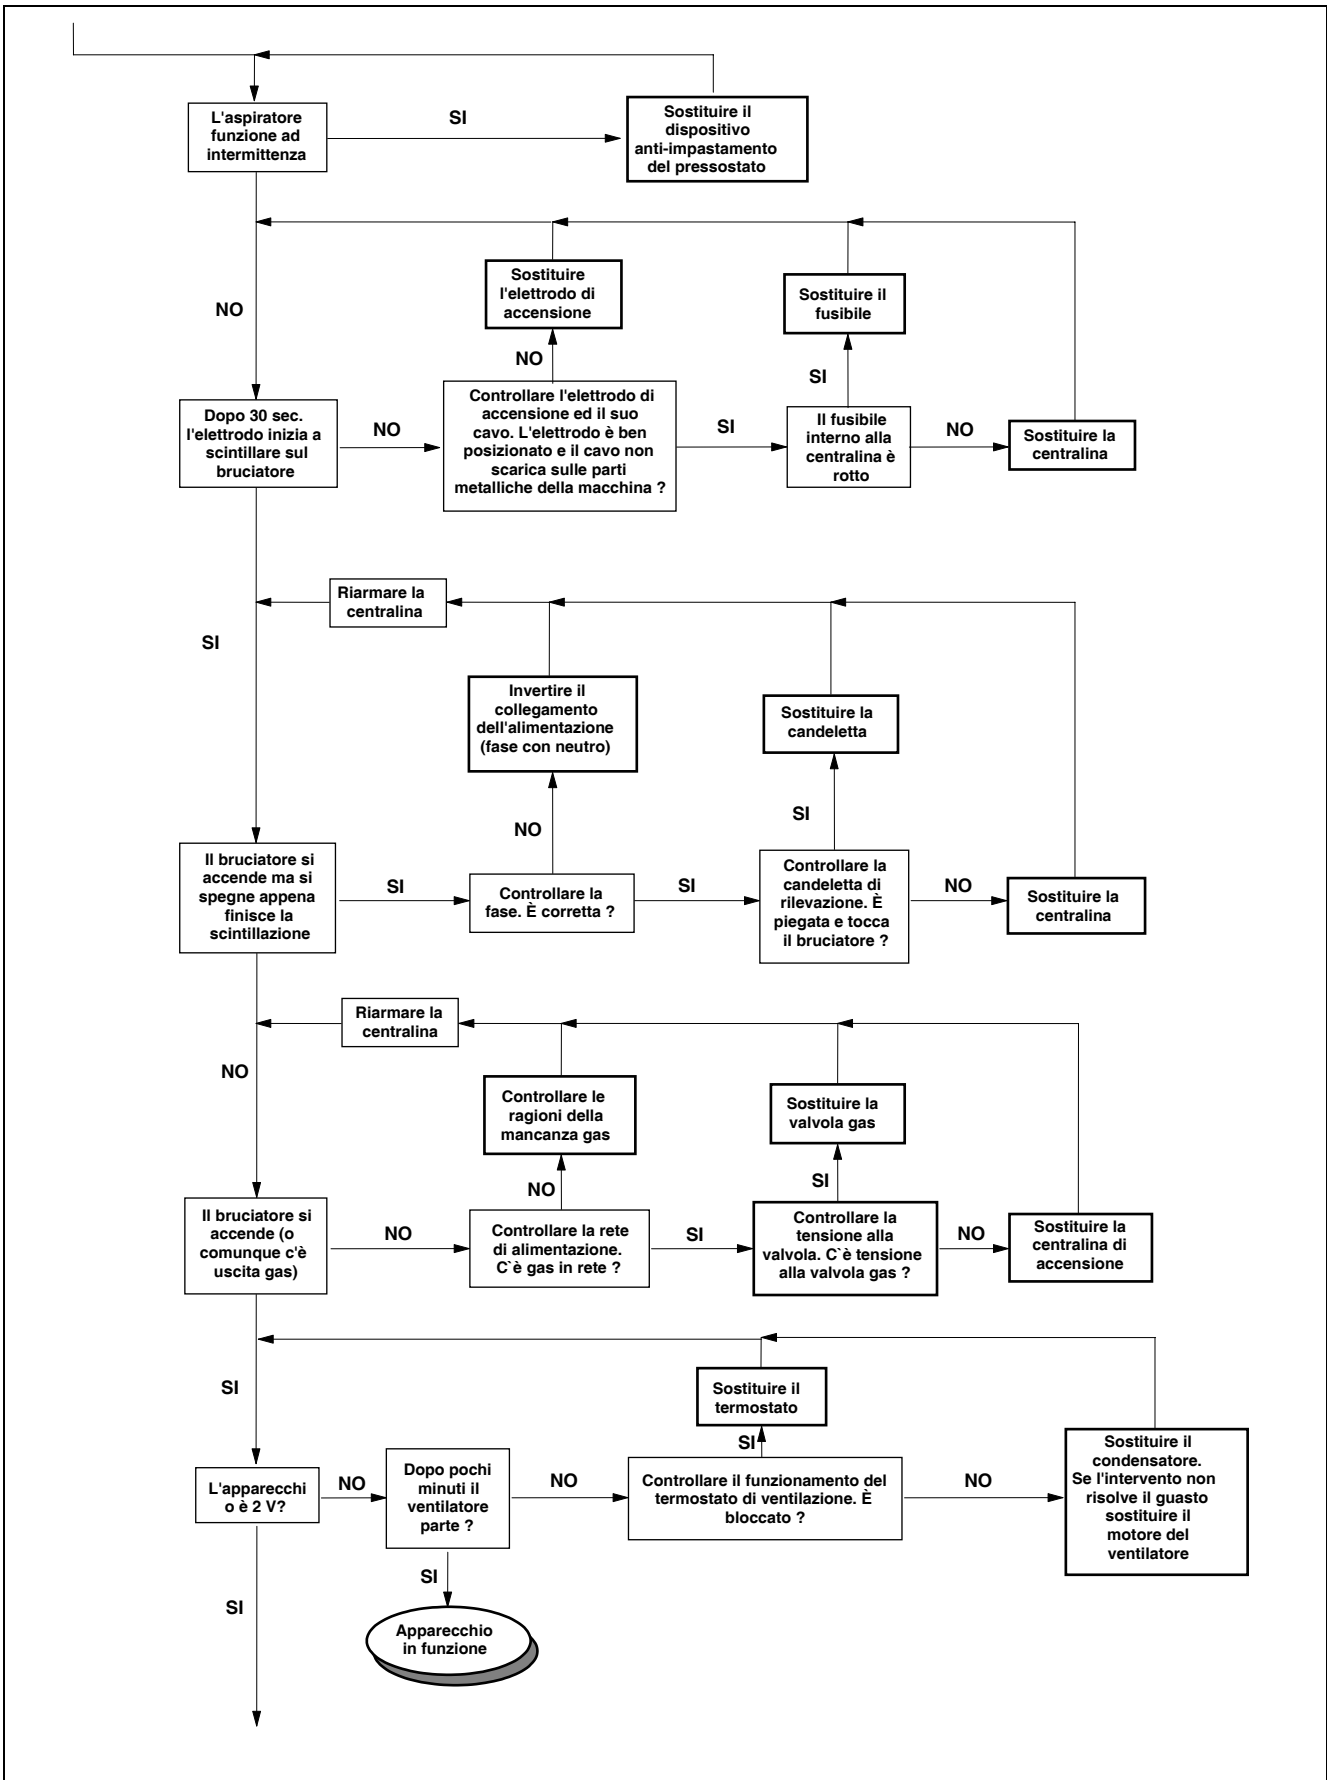 L'aspiratore
funzione ad
intermittenza
SI
Sostituire il
dispositivo
anti-impastamento
del pressostato
NO
Sostituire
l'elettrodo di
accensione
Sostituire il
fusibile
NO
SI
Dopo 30 sec.
l'elettrodo inizia a
scintillare sul
bruciatore
NO
Controllare l'elettrodo di
accensione ed il suo
cavo. L'elettrodo è ben
posizionato e il cavo non
scarica sulle parti
metalliche della macchina ?
SI
Il fusibile
interno alla
centralina è
rotto
NO
Sostituire la
centralina
Riarmare la
centralina
SI
Invertire il
collegamento
dell'alimentazione
(fase con neutro)
Sostituire la
candeletta
NO
SI
Il bruciatore si
accende ma si
spegne appena
finisce la
scintillazione
SI
Controllare la
fase. È corretta ?
SI
Controllare la
candeletta di
rilevazione. È
piegata e tocca
il bruciatore ?
NO
Sostituire la
centralina
Riarmare la
centralina
NO
Controllare le
ragioni della
mancanza gas
Sostituire la
valvola gas
NO
SI
Il bruciatore si
accende (o
comunque c'è
uscita gas)
NO
Controllare la rete
di alimentazione.
C`è gas in rete ?
SI
Controllare la
tensione alla
valvola. C`è tensione
alla valvola gas ?
NO
Sostituire la
centralina di
accensione
SI
Sostituire il
termostato
SI
L'apparecchi
o è 2 V?
NO
Dopo pochi
minuti il
ventilatore
parte ?
NO
Controllare il funzionamento del
termostato di ventilazione. È
bloccato ?
NO
Sostituire il
condensatore.
Se l'intervento non
risolve il guasto
sostituire il
motore del
ventilatore
SI
SI
Apparecchio
in funzione